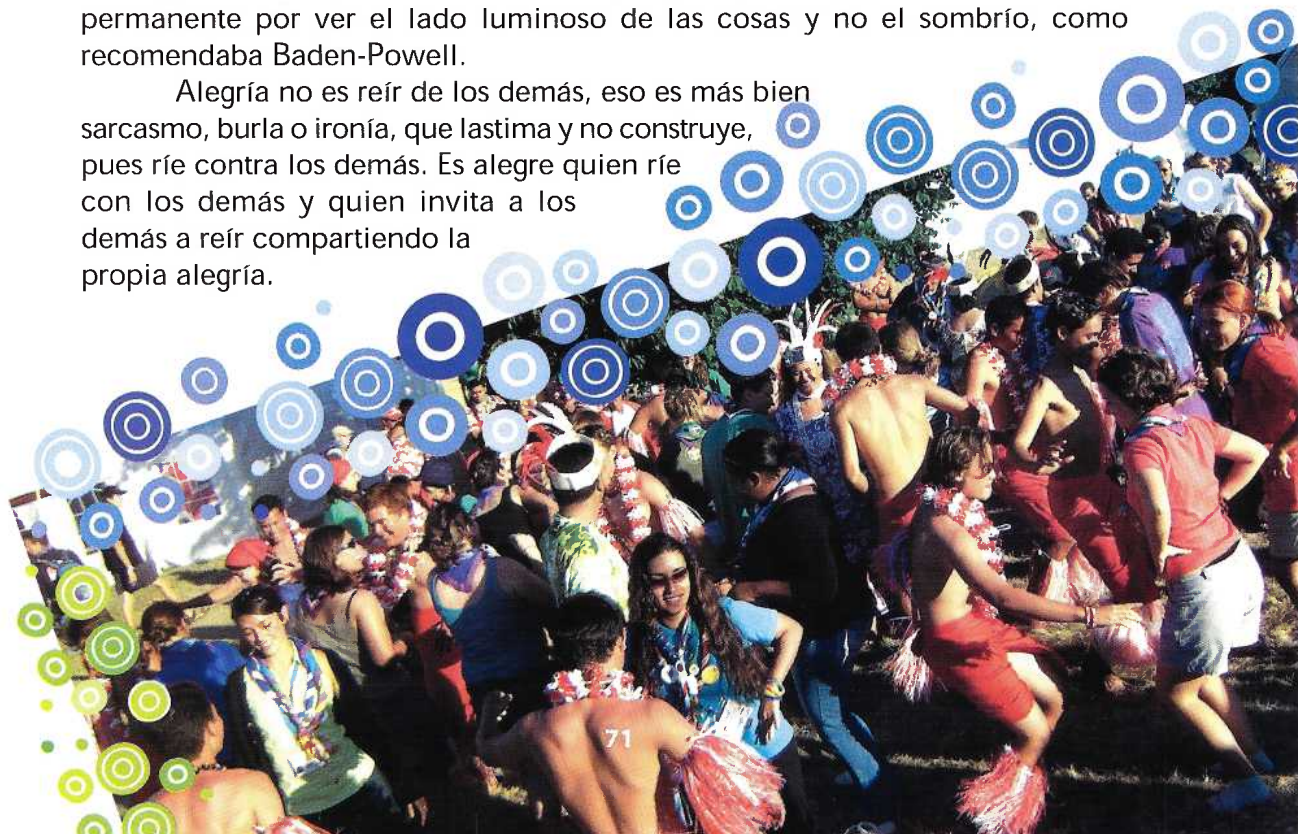 permanente por ver el lado luminoso de las cosas y no el sombrío, como
recomendaba Baden-Powell.
Alegría no es reír de los demás, eso es más bien
sarcasmo, burla o ironía, que lastima y no construye,
pues ríe contra los demás. Es alegre quien ríe
con los demás y quien invita a los
demás a reír compartiendo la
propia alegría.
71